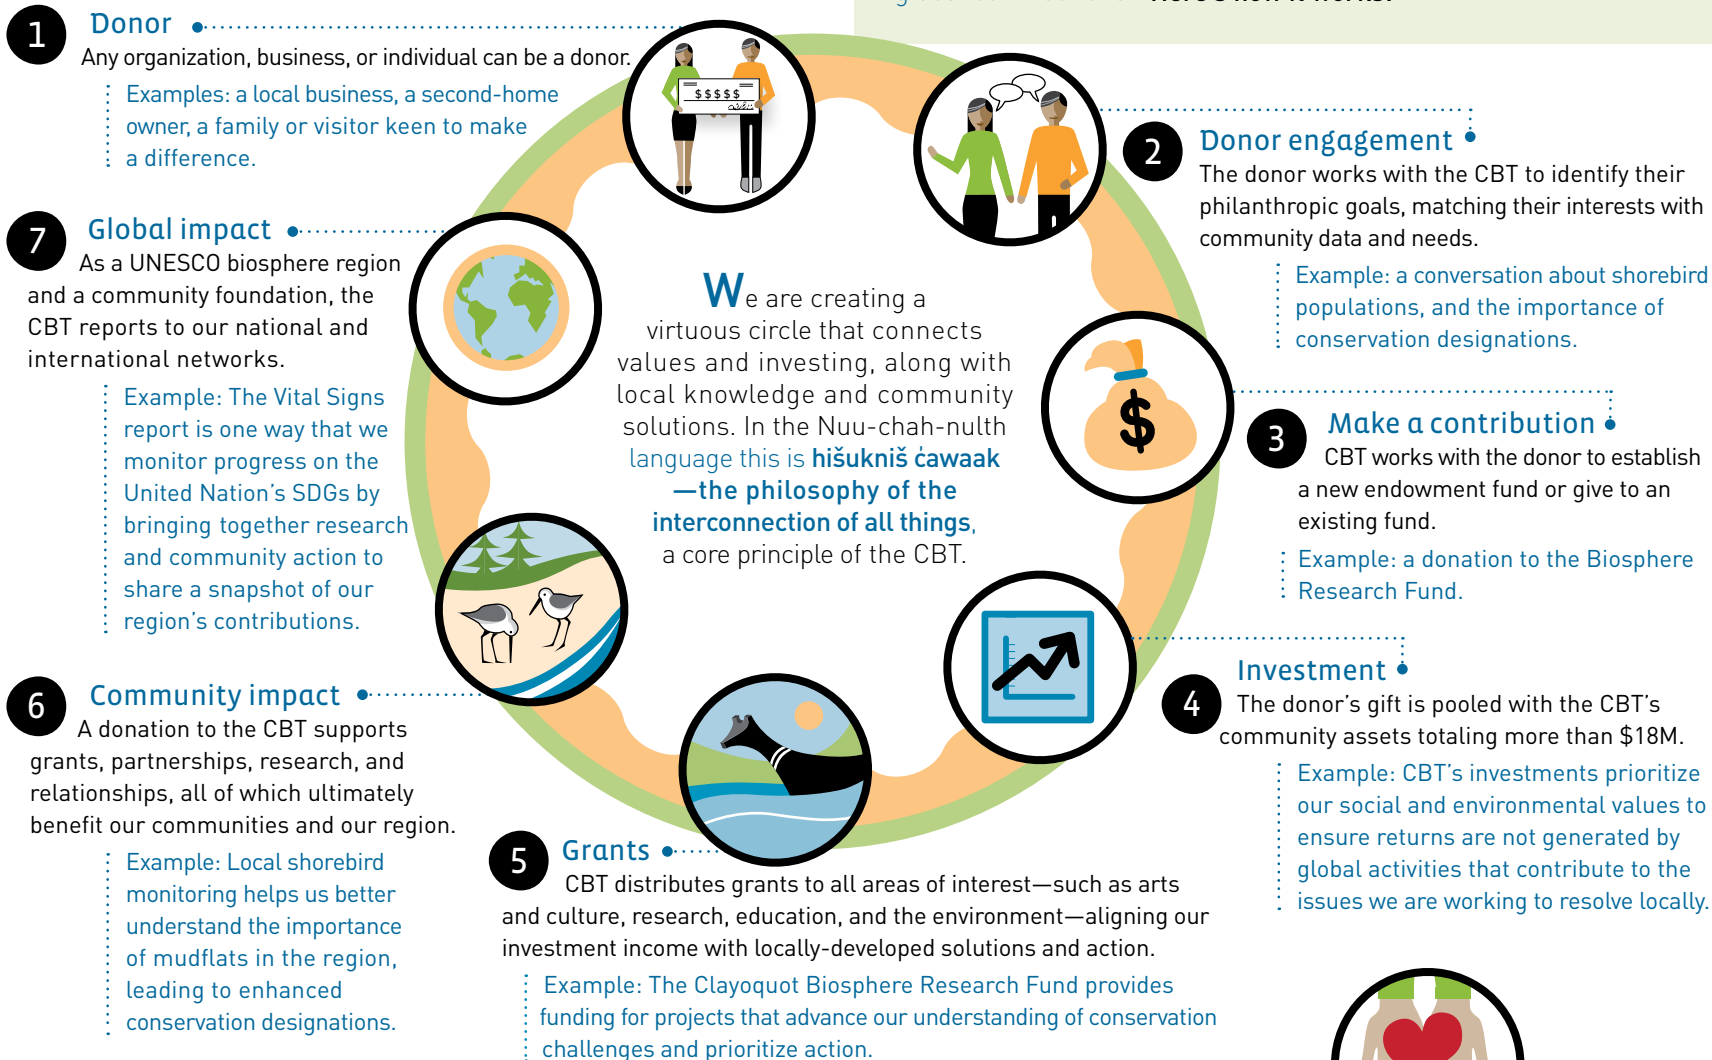 Here's how it works.
1
Donor
Any organization, business, or individual can be a donor.
Examples: a local business, a second-home
owner, a family or visitor keen to make
a difference.
$$$$$
2
Donor engagement
The donor works with the CBT to identify their
philanthropic goals, matching their interests with
community data and needs.
Example: a conversation about shorebird
populations, and the importance of
conservation designations.
$
3
Make a contribution
CBT works with the donor to establish
a new endowment fund or give to an
existing fund.
Example: a donation to the Biosphere
Research Fund.
4
Investment
The donor's gift is pooled with the CBT's
community assets totaling more than $18M.
Example: CBT's investments prioritize
our social and environmental values to
ensure returns are not generated by
global activities that contribute to the
issues we are working to resolve locally.
5
Grants
CBT distributes grants to all areas of interest—such as arts
and culture, research, education, and the environment—aligning our
investment income with locally-developed solutions and action.
Example: The Clayoquot Biosphere Research Fund provides
funding for projects that advance our understanding of conservation
challenges and prioritize action.
6
Community impact
A donation to the CBT supports
grants, partnerships, research, and
relationships, all of which ultimately
benefit our communities and our region.
Example: Local shorebird
monitoring helps us better
understand the importance
of mudflats in the region,
leading to enhanced
conservation designations.
7
Global impact
As a UNESCO biosphere region
and a community foundation, the
CBT reports to our national and
international networks.
Example: The Vital Signs
report is one way that we
monitor progress on the
United Nation's SDGs by
bringing together research
and community action to
share a snapshot of our
region's contributions.
We are creating a
virtuous circle that connects
values and investing, along with
local knowledge and community
solutions. In the Nuu-chah-nulth
language this is hišukniš c̓awaak
—the philosophy of the
interconnection of all things,
a core principle of the CBT.